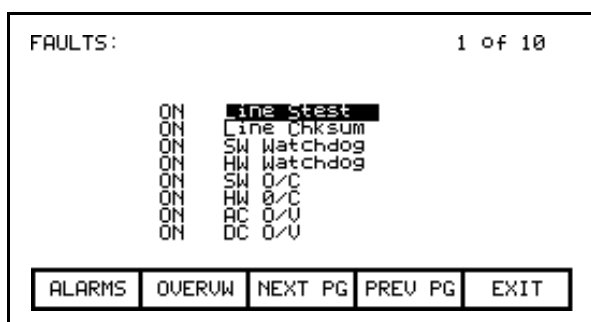 FAULTS: 1 of 10
ON Line Stest
ON Line Chksum
ON SW Watchdog
ON HW Watchdog
ON SW O/C
ON HW 0/C
ON AC O/V
ON DC O/V
ALARMS OVERVW NEXT PG PREV PG EXIT